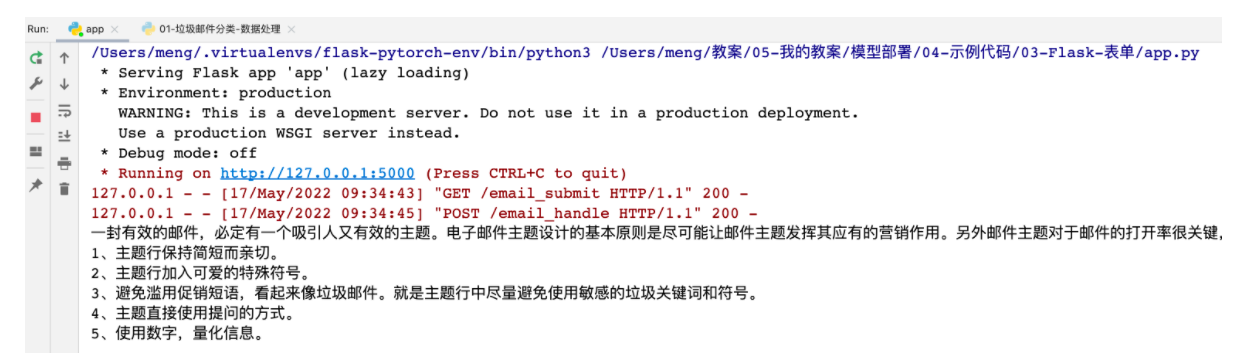 Run: app × 01-垃圾邮件分类-数据处理 ×
/Users/meng/.virtualenvs/flask-pytorch-env/bin/python3 /Users/meng/教案/05-我的教案/模型部署/04-示例代码/03-Flask-表单/app.py
* Serving Flask app 'app' (lazy loading)
* Environment: production
WARNING: This is a development server. Do not use it in a production deployment.
Use a production WSGI server instead.
* Debug mode: off
* Running on http://127.0.0.1:5000 (Press CTRL+C to quit)
127.0.0.1 - - [17/May/2022 09:34:43] "GET /email_submit HTTP/1.1" 200 -
127.0.0.1 - - [17/May/2022 09:34:45] "POST /email_handle HTTP/1.1" 200 -
一封有效的邮件，必定有一个吸引人又有效的主题。电子邮件主题设计的基本原则是尽可能让邮件主题发挥其应有的营销作用。另外邮件主题对于邮件的打开率很关键，
1、主题行保持简短而亲切。
2、主题行加入可爱的特殊符号。
3、避免滥用促销短语，看起来像垃圾邮件。就是主题行中尽量避免使用敏感的垃圾关键词和符号。
4、主题直接使用提问的方式。
5、使用数字，量化信息。